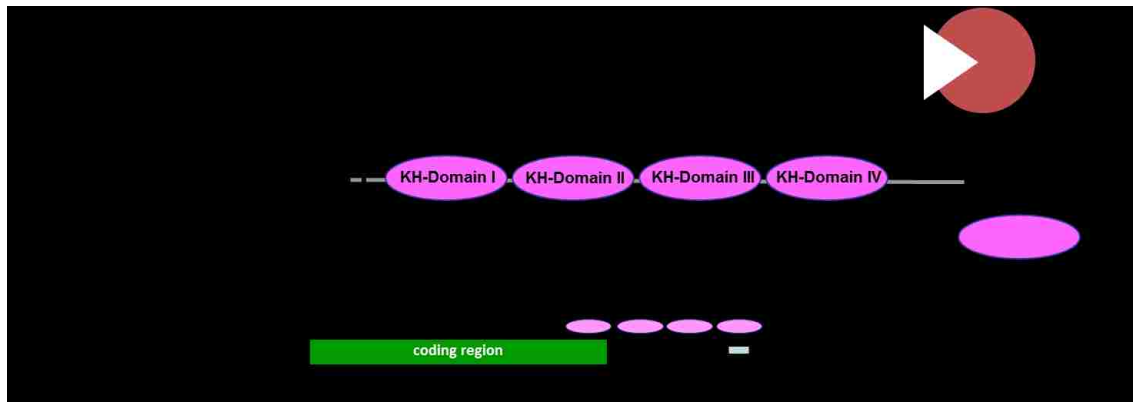 KH-Domain I
KH-Domain II
KH-Domain III
KH-Domain IV
coding region